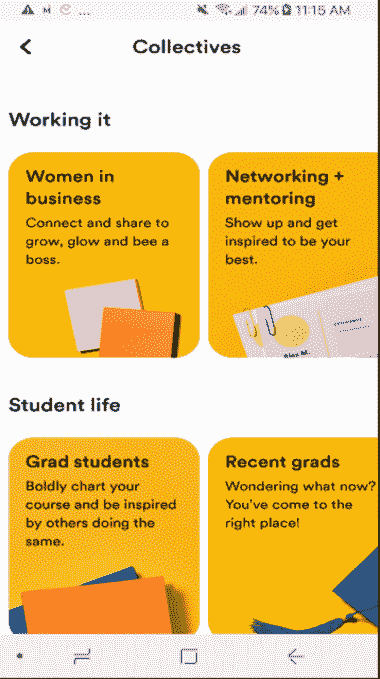 M ... 74% 11:15 AM
Collectives
Working it
Women in
business
Connect and share to
grow, glow and bee a
boss.
Networking +
mentoring
Show up and get
inspired to be your
best.
Alex M.
Student life
Grad students
Boldly chart your
course and be inspired
by others doing the
same.
Recent grads
Wondering what now?
You've come to the
right place!